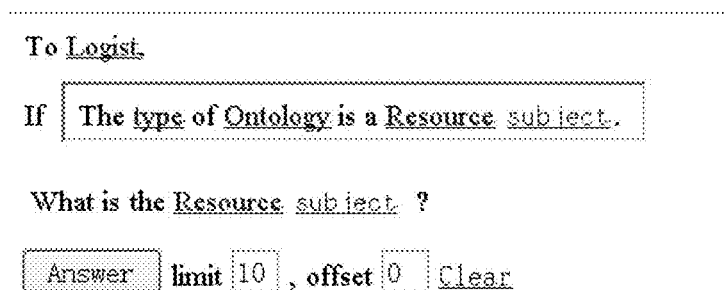 To Logist,
If The type of Ontology is a Resource subject.
What is the Resource subject ?
Answer limit 10 , offset 0 Clear